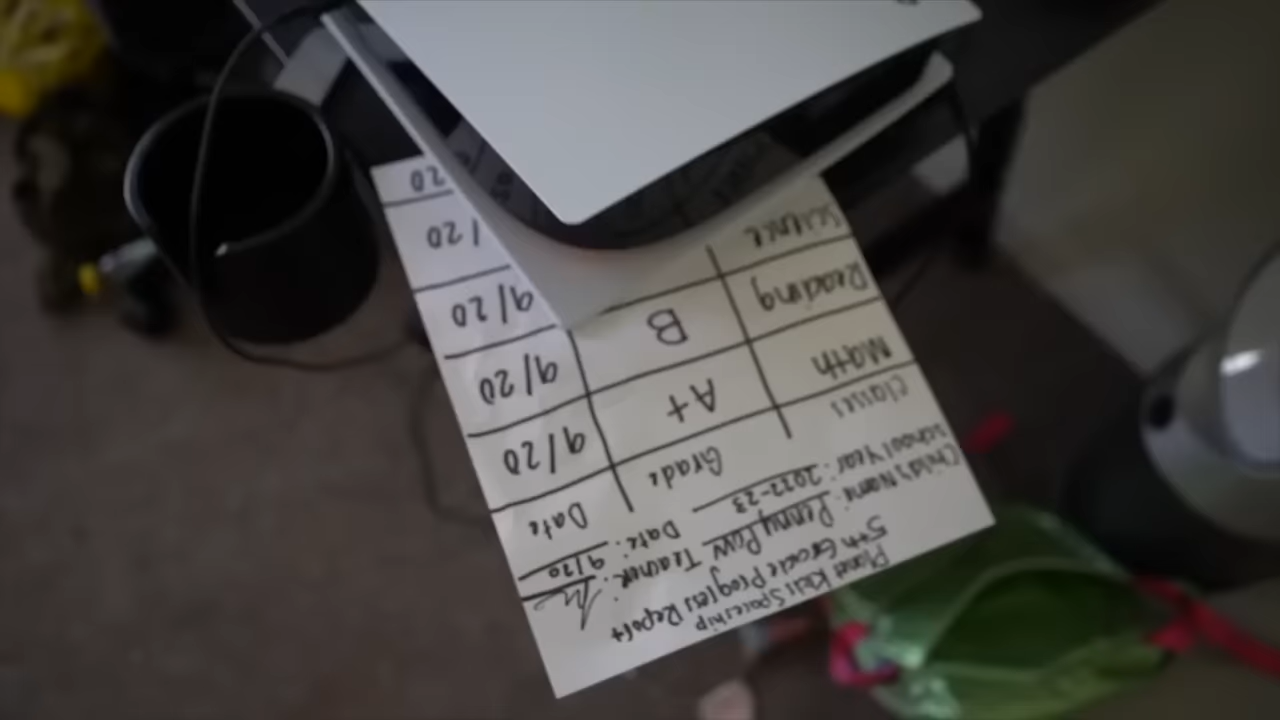 Planet Kids Spaceship
5th Grade Progress Report
Child's Name: Penny Paw Teacher:
School Year: 2022-23 Date: 9/20
Classes Grade Date
Math A+ 9/20
Reading B 9/20
Science 9/20
/20
20